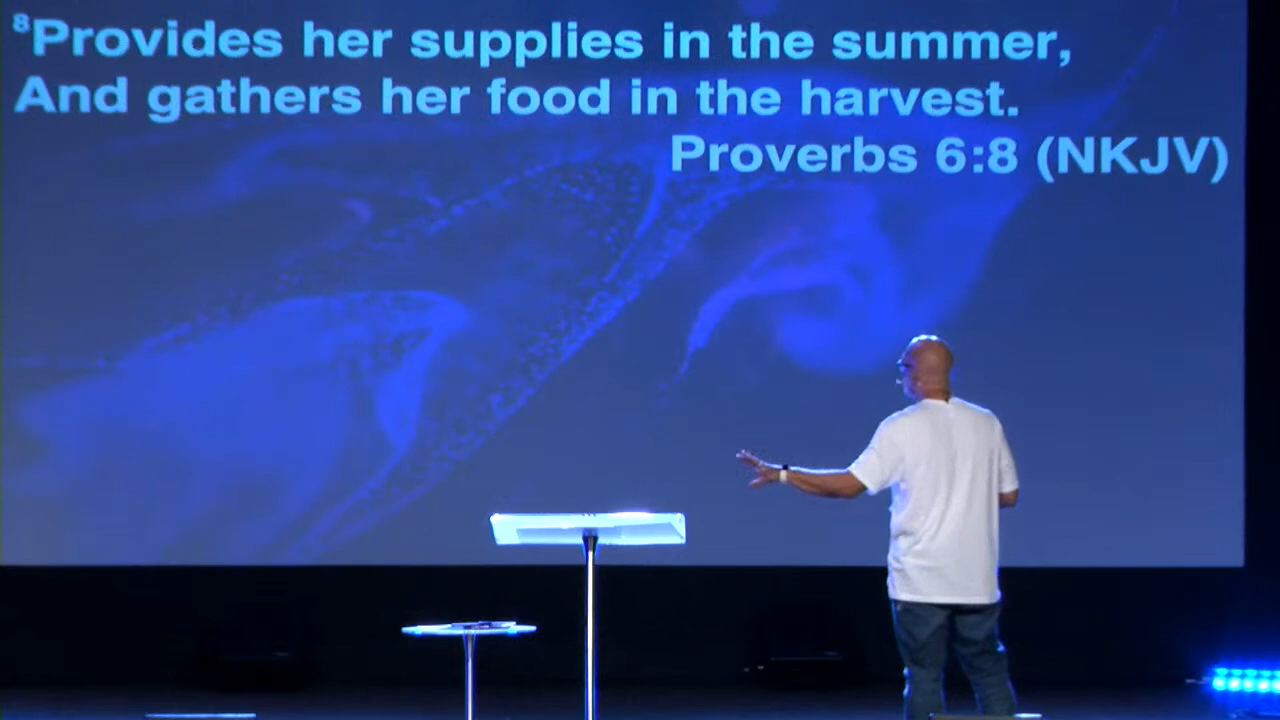 ⁸Provides her supplies in the summer,
And gathers her food in the harvest.
Proverbs 6:8 (NKJV)